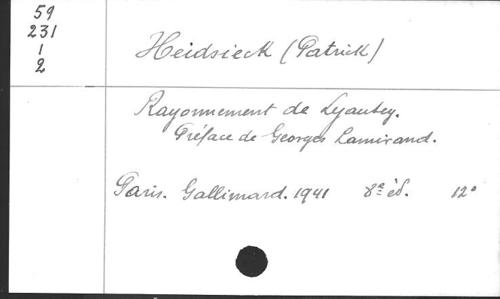 59
231
1
2
Heidsieck (Patrick)
Rayonnement de Lyautey.
Préface de Georges Lamirand.
Paris. Gallimard. 1941 8e éd. 12°